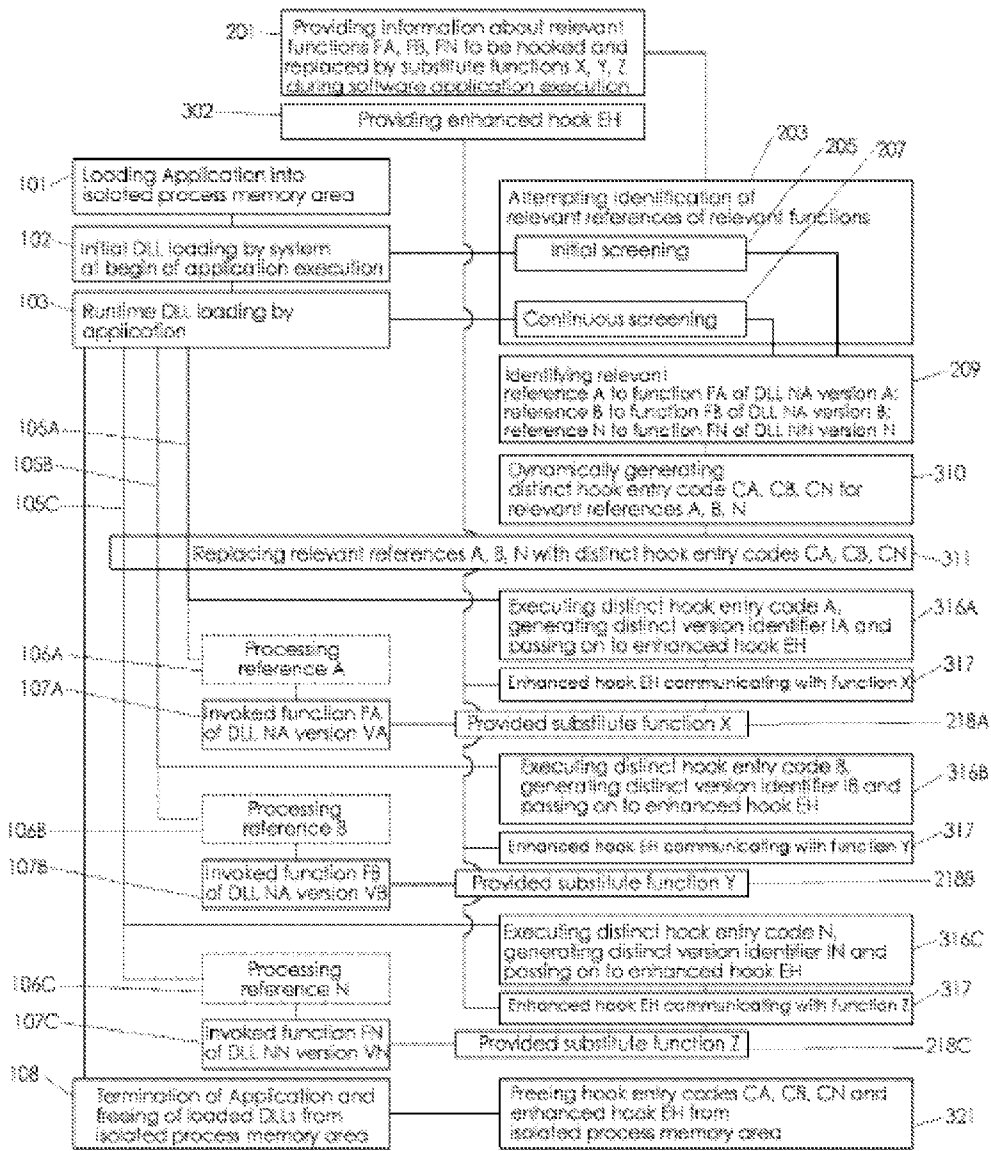 201
Providing information about relevant
functions FA, FB, FN to be hooked and
replaced by substitute functions X, Y, Z
during software application execution
302
Providing enhanced hook EH
203
205
207
101
Loading Application into
isolated process memory area
Attempting identification of
relevant references of relevant functions
102
Initial DLL loading by system
at begin of application execution
Initial screening
103
Runtime DLL loading by
application
Continuous screening
209
Identifying relevant
reference A to function FA of DLL NA version A;
reference B to function FB of DLL NA version B;
reference N to function FN of DLL NN version N
105A
105B
105C
310
Dynamically generating
distinct hook entry code CA, CB, CN for
relevant references A, B, N
Replacing relevant references A, B, N with distinct hook entry codes CA, CB, CN
311
Executing distinct hook entry code A,
generating distinct version identifier IA and
passing on to enhanced hook EH
316A
106A
Processing
reference A
Enhanced hook EH communicating with function X
317
107A
Invoked function FA
of DLL NA version VA
Provided substitute function X
218A
Executing distinct hook entry code B,
generating distinct version identifier IB and
passing on to enhanced hook EH
316B
106B
Processing
reference B
Enhanced hook EH communicating with function Y
317
107B
Invoked function FB
of DLL NA version VB
Provided substitute function Y
218B
Executing distinct hook entry code N,
generating distinct version identifier IN and
passing on to enhanced hook EH
316C
106C
Processing
reference N
Enhanced hook EH communicating with function Z
317
107C
Invoked function FN
of DLL NN version VN
Provided substitute function Z
218C
108
Termination of Application and
freeing of loaded DLLs from
isolated process memory area
Freeing hook entry codes CA, CB, CN and
enhanced hook EH from
isolated process memory area
321